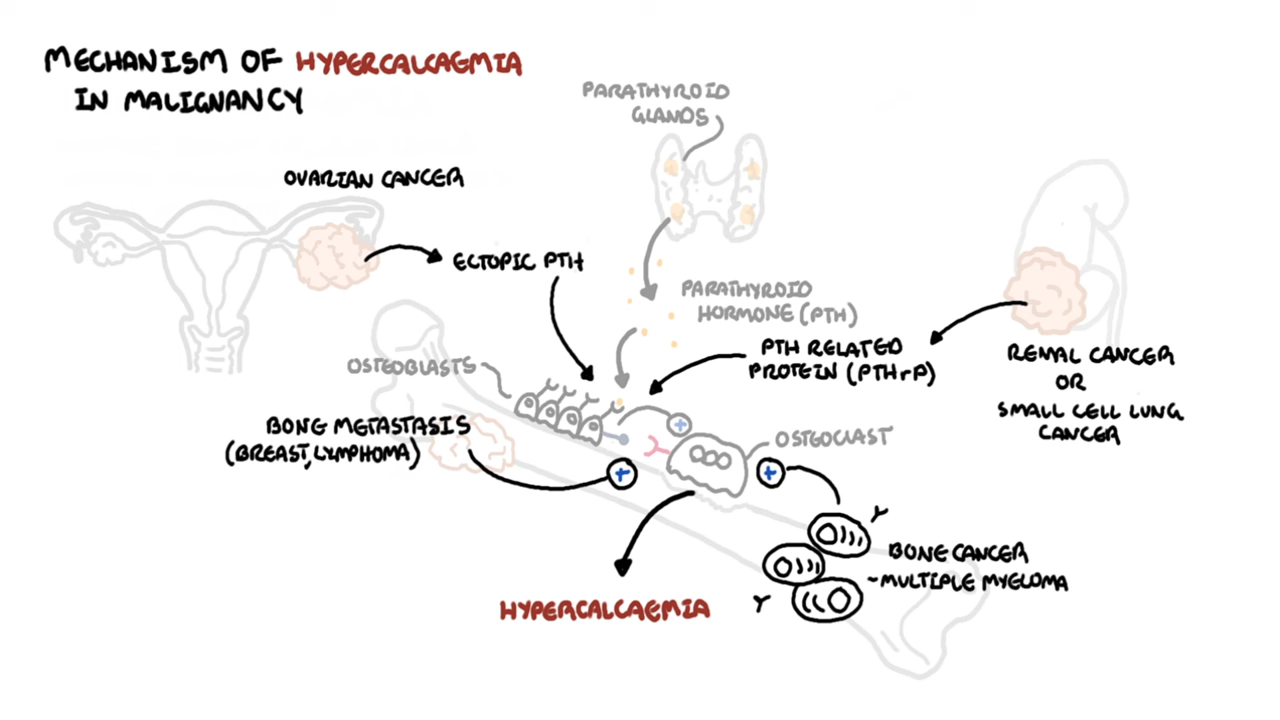 MECHANISM OF HYPERCALCAEMIA
IN MALIGNANCY
PARATHYROID
GLANDS
OVARIAN CANCER
ECTOPIC PTH
PARATHYROID
HORMONE (PTH)
PTH RELATED
PROTEIN (PTHrP)
RENAL CANCER
OR
SMALL CELL LUNG
CANCER
OSTEOBLASTS
BONE METASTASIS
(BREAST, LYMPHOMA)
OSTEOCLAST
+
+
+
BONE CANCER
-MULTIPLE MYELOMA
HYPERCALCAEMIA